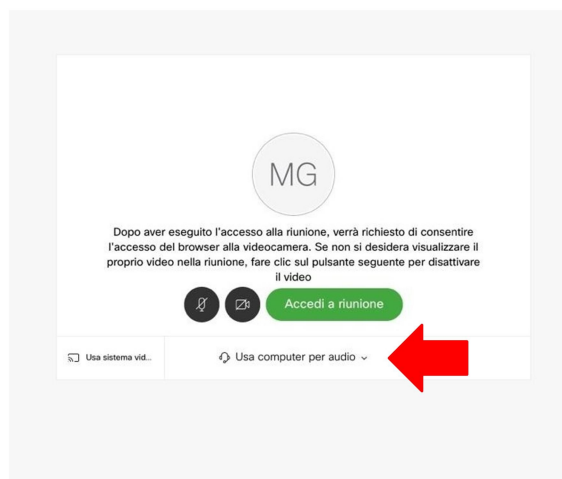 MG
Dopo aver eseguito l'accesso alla riunione, verrà richiesto di consentire
l'accesso del browser alla videocamera. Se non si desidera visualizzare il
proprio video nella riunione, fare clic sul pulsante seguente per disattivare
il video
Accedi a riunione
Usa sistema vid...
Usa computer per audio